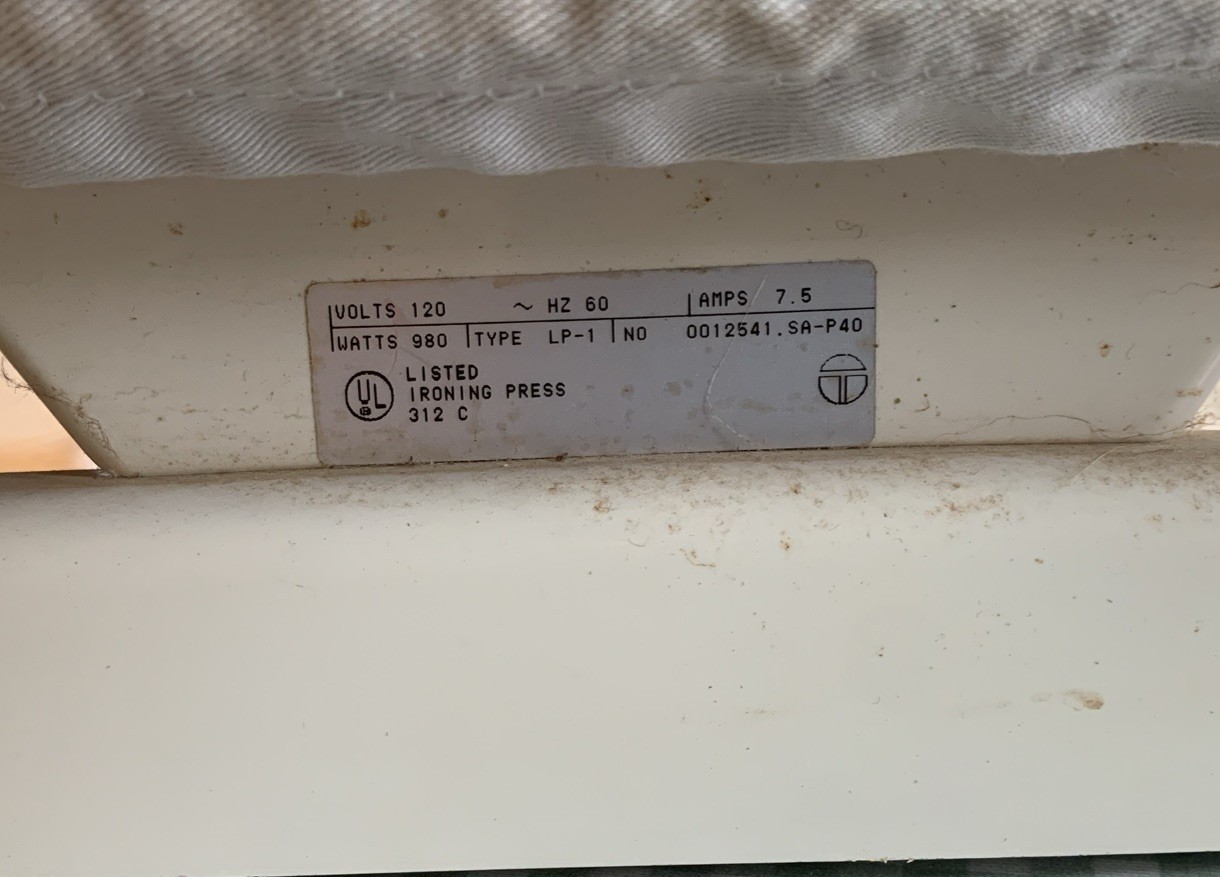 VOLTS 120 ~ HZ 60 AMPS 7.5
WATTS 980 TYPE LP-1 NO 0012541.SA-P40
UL LISTED
IRONING PRESS
312 C